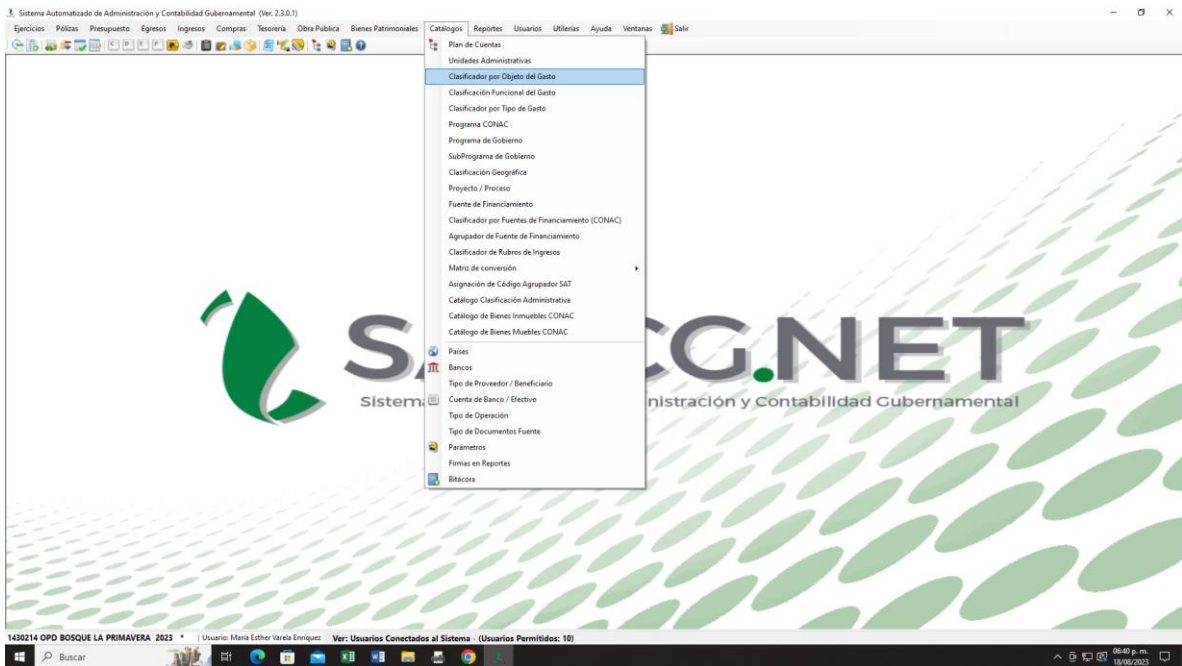 Sistema Automatizado de Administración y Contabilidad Gubernamental (Ver. 2.3.0.1)
Ejercicios Pólizas Presupuesto Egresos Ingresos Compras Tesorería Obra Pública Bienes Patrimoniales Catálogos Reportes Usuarios Utilerías Ayuda Ventanas Salir
Plan de Cuentas
Unidades Administrativas
Clasificador por Objeto del Gasto
Clasificación Funcional del Gasto
Clasificador por Tipo de Gasto
Programa CONAC
Programa de Gobierno
SubPrograma de Gobierno
Clasificación Geográfica
Proyecto / Proceso
Fuente de Financiamiento
Clasificador por Fuentes de Financiamiento (CONAC)
Agrupador de Fuente de Financiamiento
Clasificador de Rubros de Ingresos
Matriz de conversión
Asignación de Código Agrupador SAT
Catálogo Clasificación Administrativa
Catálogo de Bienes Inmuebles CONAC
Catálogo de Bienes Muebles CONAC
Países
Bancos
Tipo de Proveedor / Beneficiario
Cuenta de Banco / Efectivo
Tipo de Operación
Tipo de Documentos Fuente
Parámetros
Firmas en Reportes
Bitácora
S CG.NET
Sistem nistración y Contabilidad Gubernamental
1430214 OPD BOSQUE LA PRIMAVERA 2023 * | Usuario: María Esther Varela Enríquez Ver: Usuarios Conectados al Sistema - (Usuarios Permitidos: 10)
Buscar
06:40 p. m.
18/08/2023